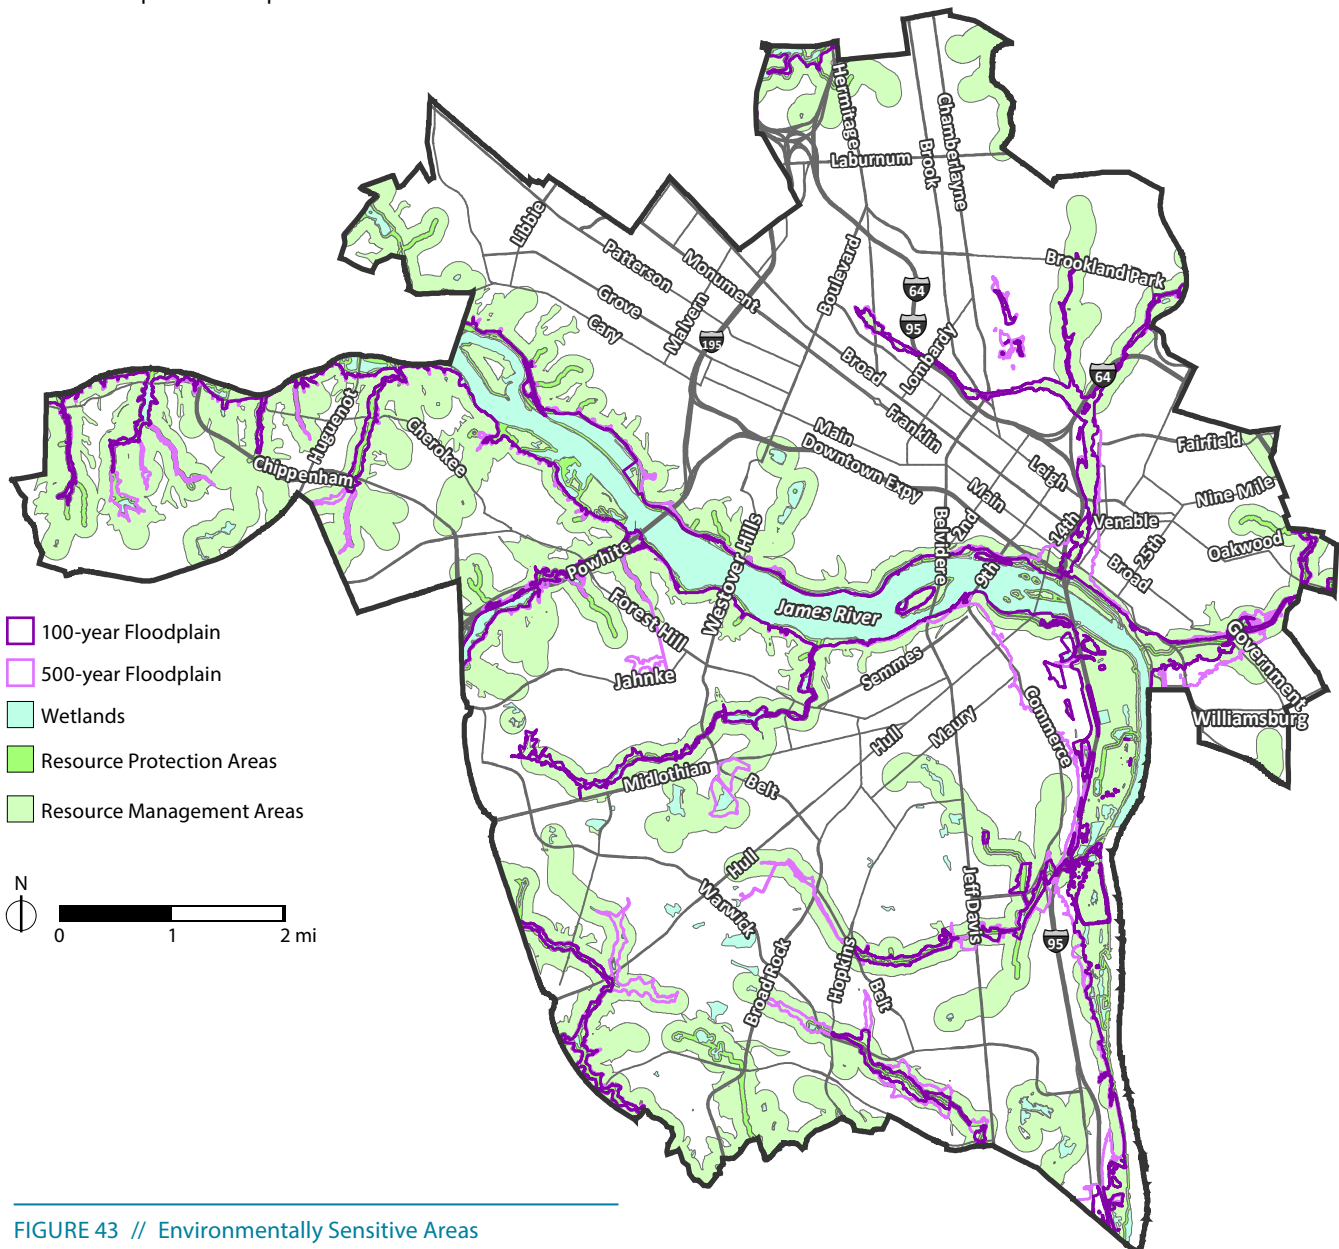 Hermitage
Chamberlayne
Brook
Laburnum
Libbie
Patterson
Monument
Boulevard
Brookland Park
Grove
Malvern
64
Cary
195
95
Broad
Lombardy
64
Huguenot
Cherokee
Franklin
Main
Fairfield
Chippenham
Downtown Expy
Leigh
Nine Mile
Main
Belvidere
2nd
14th
Venable
25th
Oakwood
Westover Hills
Powhite
9th
Broad
James River
Forest Hill
Government
100-year Floodplain
500-year Floodplain
Jahnke
Semmes
Wetlands
Commerce
Williamsburg
Hull
Maury
Resource Protection Areas
Midlothian
Belt
Resource Management Areas
Hull
N
Warwick
Jeff Davis
0 1 2 mi
95
Broad Rock
Hopkins
Belt
FIGURE 43 // Environmentally Sensitive Areas